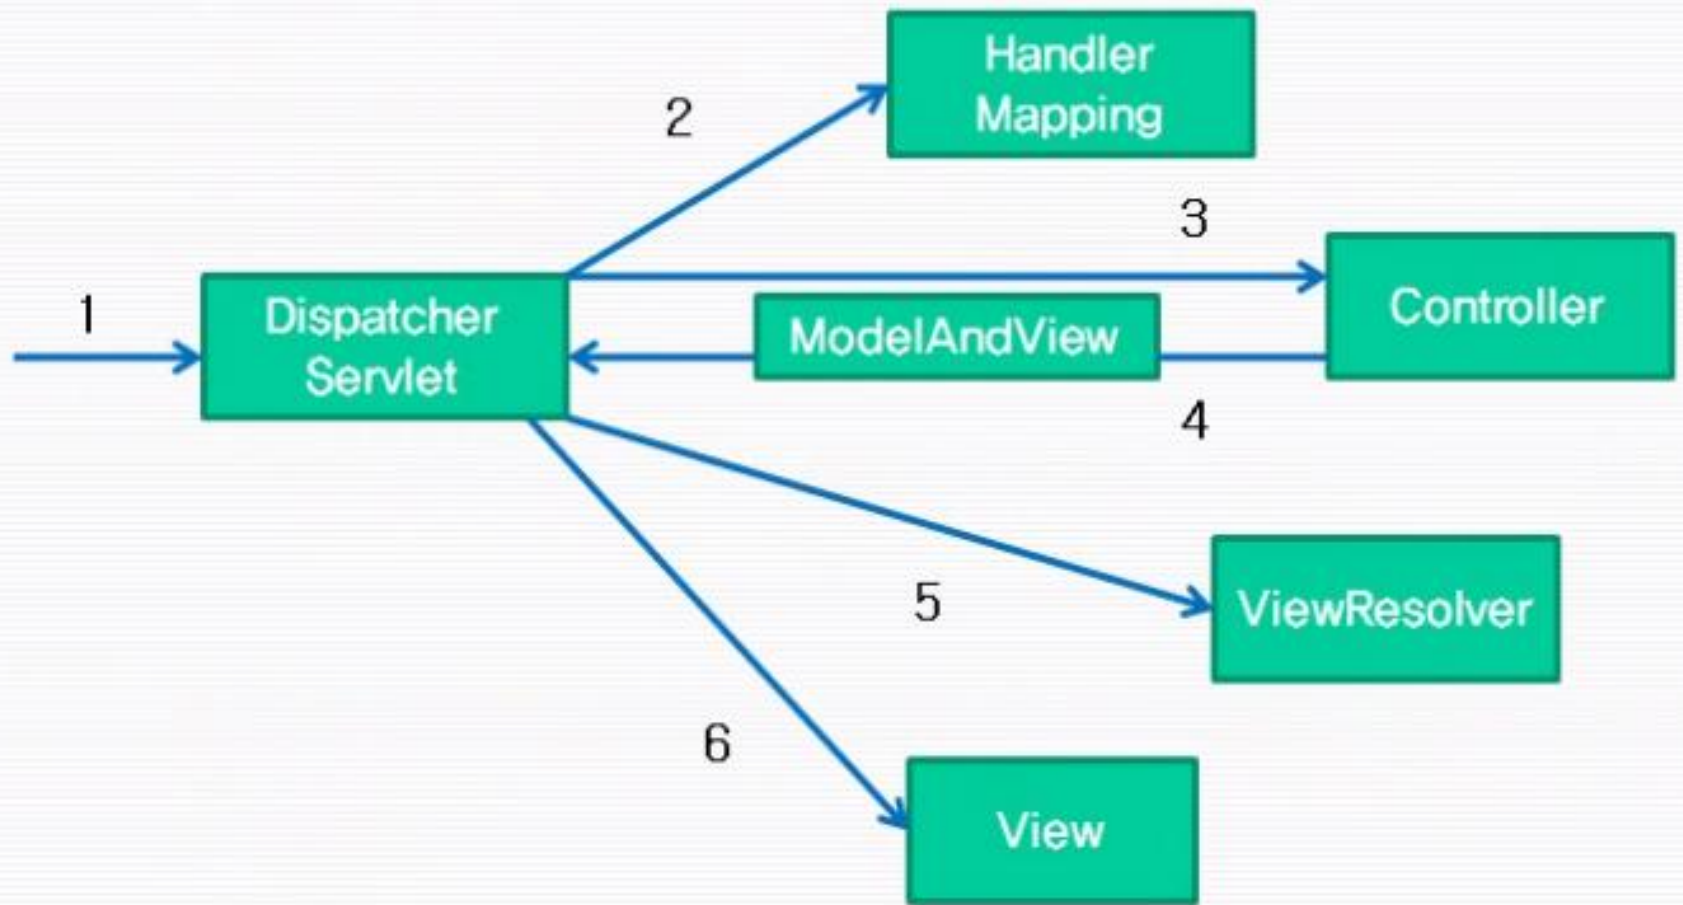 Handler
Mapping
2
3
1
Dispatcher
Servlet
ModelAndView
Controller
4
5
ViewResolver
6
View